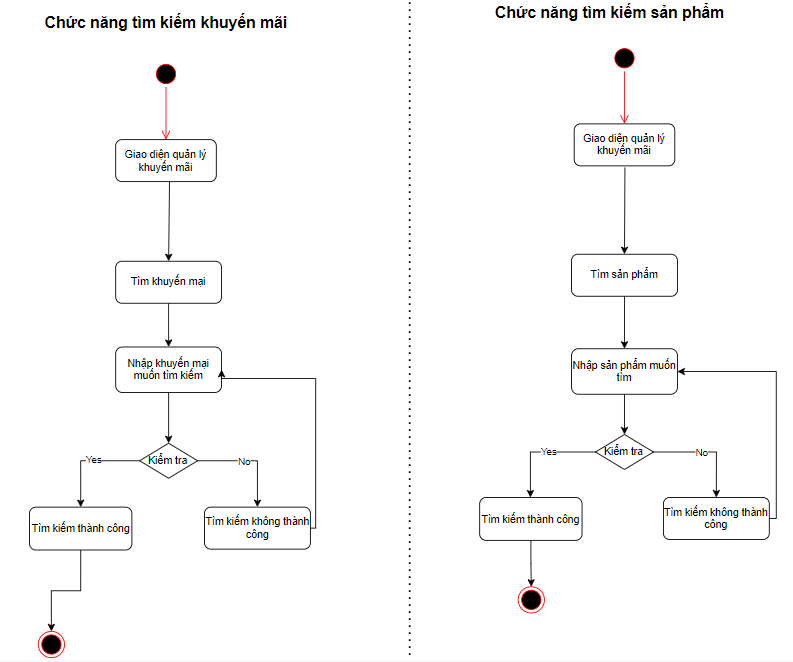 Chức năng tìm kiếm khuyến mãi
Giao diện quản lý
khuyến mãi
Tìm khuyến mại
Nhập khuyến mại
muốn tìm kiếm
Kiểm tra
Yes
No
Tìm kiếm thành công
Tìm kiếm không thành
công
Chức năng tìm kiếm sản phẩm
Giao diện quản lý
khuyến mãi
Tìm sản phẩm
Nhập sản phẩm muốn
tìm
Kiểm tra
Yes
No
Tìm kiếm thành công
Tìm kiếm không thành
công